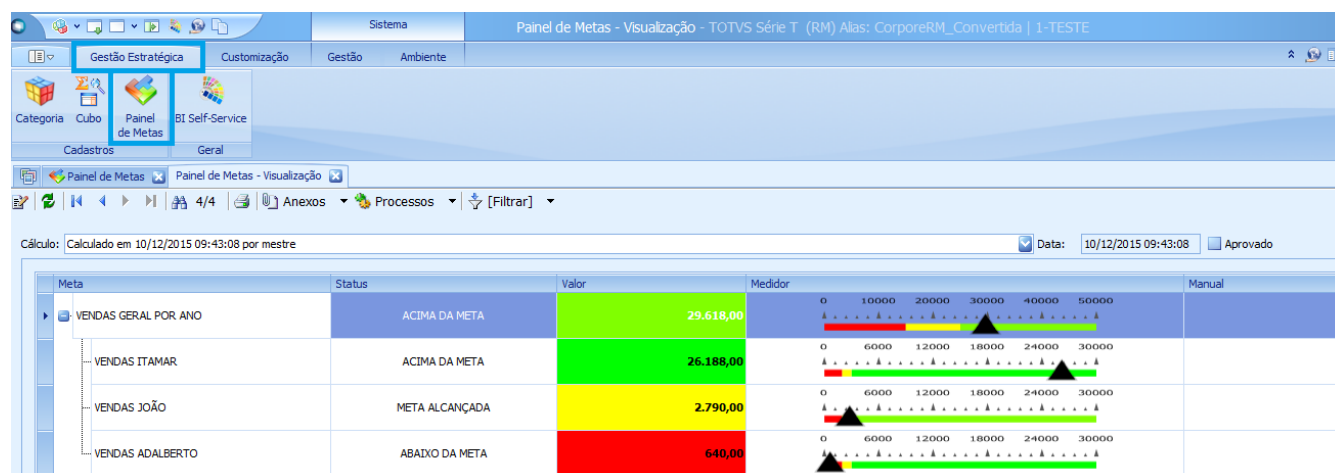 Sistema
Painel de Metas - Visualização - TOTVS Série T (RM) Alias: CorporeRM_Convertida | 1-TESTE
Gestão Estratégica Customização Gestão Ambiente
Categoria Cubo Painel de Metas BI Self-Service
Cadastros Geral
Painel de Metas Painel de Metas - Visualização
4/4 Anexos Processos [Filtrar]
Cálculo: Calculado em 10/12/2015 09:43:08 por mestre Data: 10/12/2015 09:43:08 Aprovado
Meta Status Valor Medidor Manual
0 10000 20000 30000 40000 50000
VENDAS GERAL POR ANO ACIMA DA META 29.618,00
0 6000 12000 18000 24000 30000
VENDAS ITAMAR ACIMA DA META 26.188,00
0 6000 12000 18000 24000 30000
VENDAS JOÃO META ALCANÇADA 2.790,00
0 6000 12000 18000 24000 30000
VENDAS ADALBERTO ABAIXO DA META 640,00